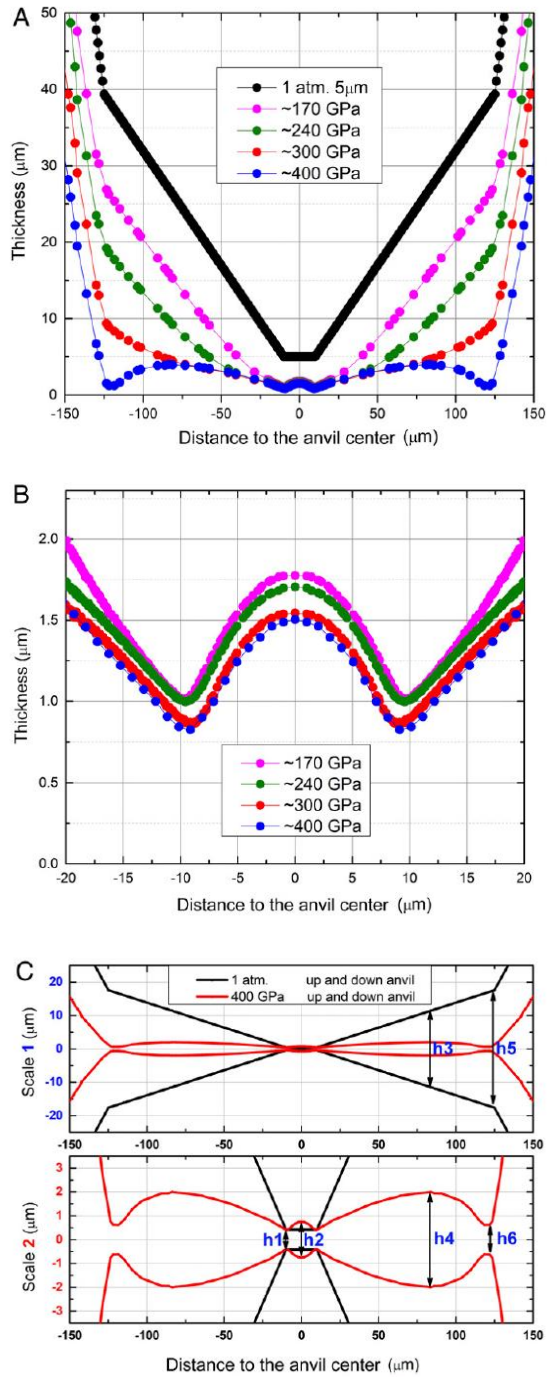 A
50
40
30
20
10
0
Thickness (μm)
1 atm. 5μm
~170 GPa
~240 GPa
~300 GPa
~400 GPa
-150 -100 -50 0 50 100 150
Distance to the anvil center (μm)
B
2.0
1.5
1.0
0.5
0.0
Thickness (μm)
~170 GPa
~240 GPa
~300 GPa
~400 GPa
-20 -15 -10 -5 0 5 10 15 20
Distance to the anvil center (μm)
C
20
10
0
-10
-20
Scale 1 (μm)
1 atm. up and down anvil
400 GPa up and down anvil
h3 h5
-150 -100 -50 0 50 100 150
3
2
1
0
-1
-2
-3
Scale 2 (μm)
h1 h2 h4 h6
-150 -100 -50 0 50 100 150
Distance to the anvil center (μm)